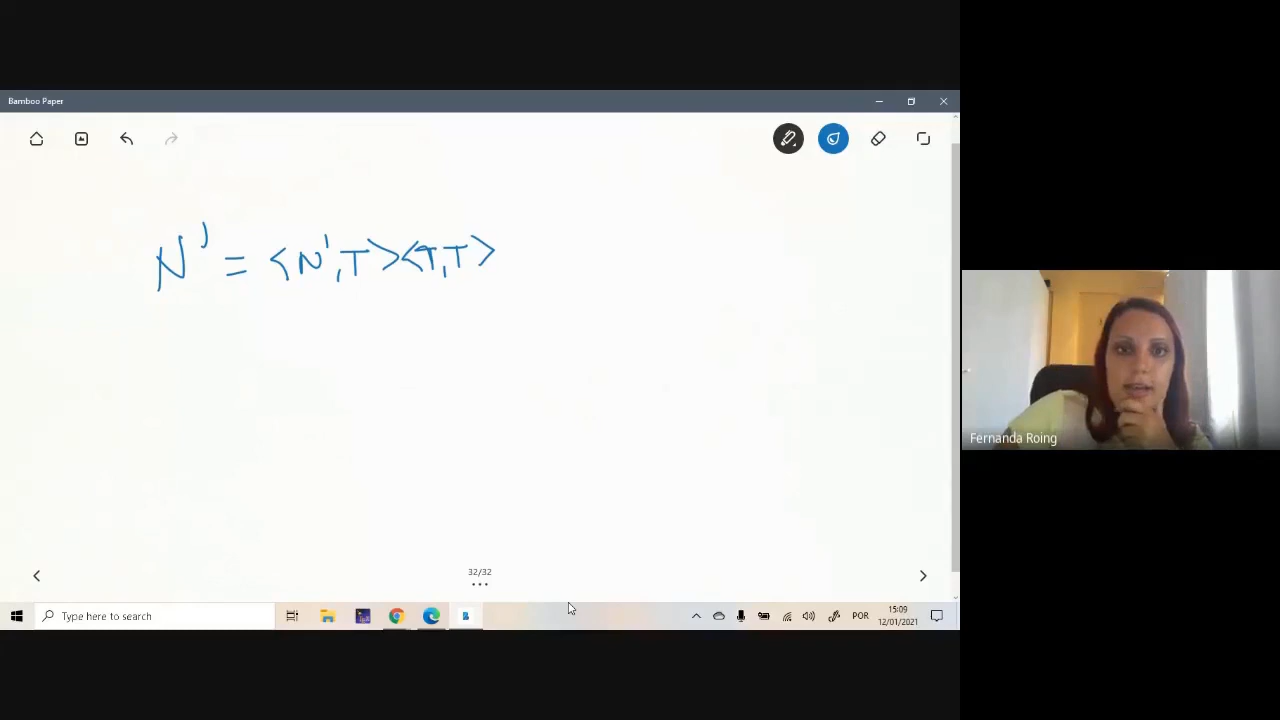 Bamboo Paper
N' = <N',T><T,T>
Fernanda Roing
32/32
Type here to search
POR
15:09
12/01/2021